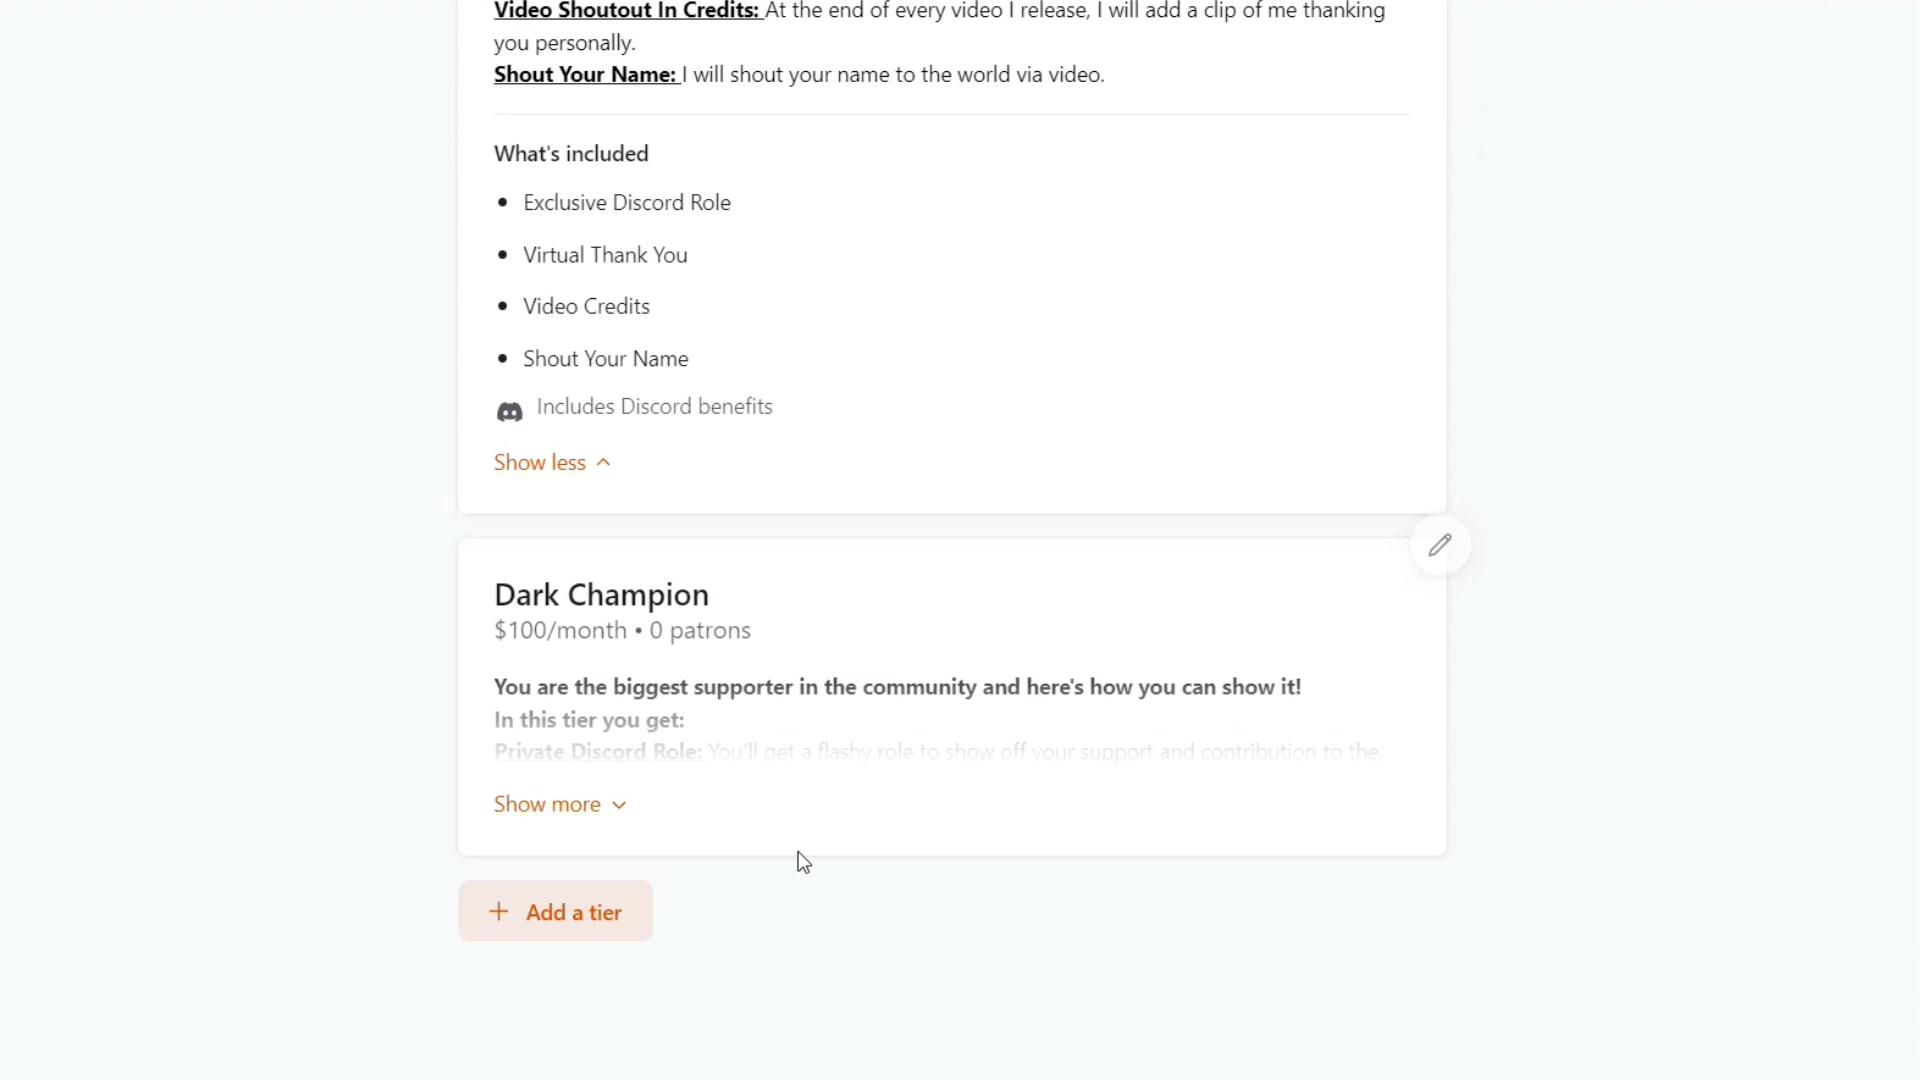 Video Shoutout In Credits: At the end of every video I release, I will add a clip of me thanking
you personally.
Shout Your Name: I will shout your name to the world via video.
What's included
Exclusive Discord Role
Virtual Thank You
Video Credits
Shout Your Name
Includes Discord benefits
Show less
Dark Champion
$100/month • 0 patrons
You are the biggest supporter in the community and here's how you can show it!
In this tier you get:
Private Discord Role: You'll get a flashy role to show off your support and contribution to the
Show more
+ Add a tier